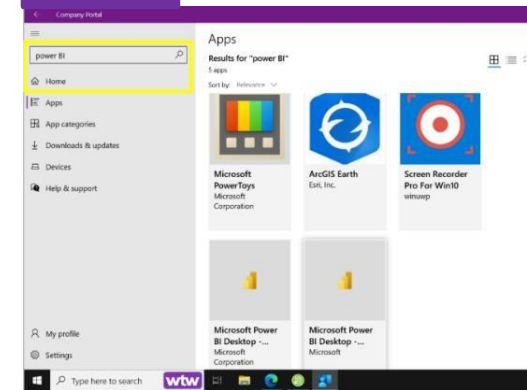 Company Portal
power BI
Home
Apps
App categories
Downloads & updates
Devices
Help & support
My profile
Settings
Apps
Results for "power BI"
5 apps
Sort by: Relevance
Microsoft
PowerToys
Microsoft
Corporation
ArcGIS Earth
Esri, Inc.
Screen Recorder
Pro For Win10
winuwp
Microsoft Power
BI Desktop -...
Microsoft
Corporation
Microsoft Power
BI Desktop -...
Microsoft
Type here to search
wtw